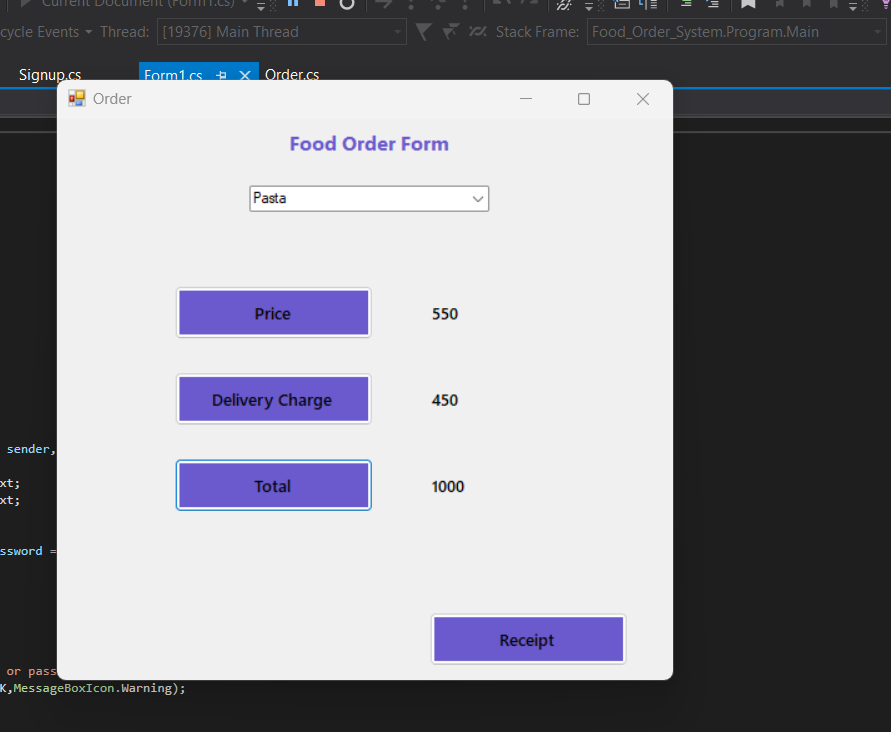 Current Document (Form1.cs)
cycle Events Thread: [19376] Main Thread Stack Frame: Food_Order_System.Program.Main
Signup.cs Form1.cs Order.cs
Order
Food Order Form
Pasta
Price 550
Delivery Charge 450
sender,
Total 1000
xt;
xt;
ssword =
Receipt
or pass
K,MessageBoxIcon.Warning);